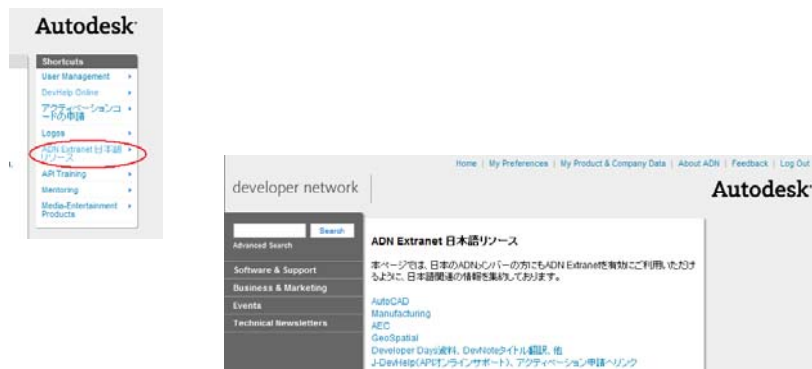 Autodesk
Shortcuts
User Management
DevHelp Online
アクティベーションコ
ードの申請
Logos
ADN Extranet 日本語
リソース
API Training
Mentoring
Media-Entertainment
Products
Home | My Preferences | My Product & Company Data | About ADN | Feedback | Log Out
developer network
Autodesk
Search
Advanced Search
Software & Support
Business & Marketing
Events
Technical Newsletters
ADN Extranet 日本語リソース
本ページでは、日本のADNメンバーの方にもADN Extranetを有効にご利用いただけ
るように、日本語関連の情報を集約しております。
AutoCAD
Manufacturing
AEC
GeoSpatial
Developer Days資料、DevNoteタイトル翻訳、他
J-DevHelp(APIオンラインサポート)、アクティベーション申請へリンク